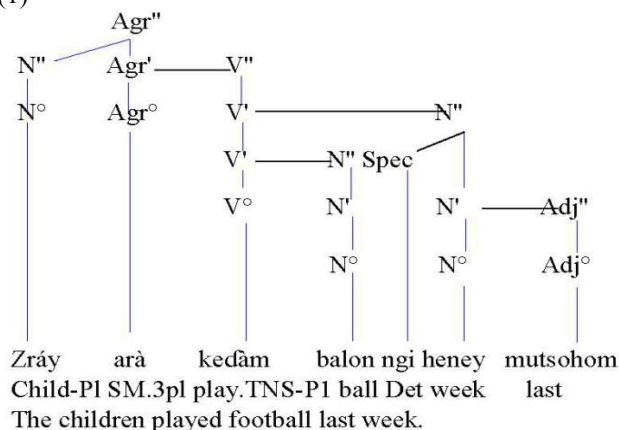 (1)
Agr"
N" Agr' V"
N° Agr° V' N"
V' N" Spec
V° N' N' Adj"
N° N° Adj°
Zráy arà keɗàm balon ngi heney mutsohom
Child-Pl SM.3pl play.TNS-P1 ball Det week last
The children played football last week.